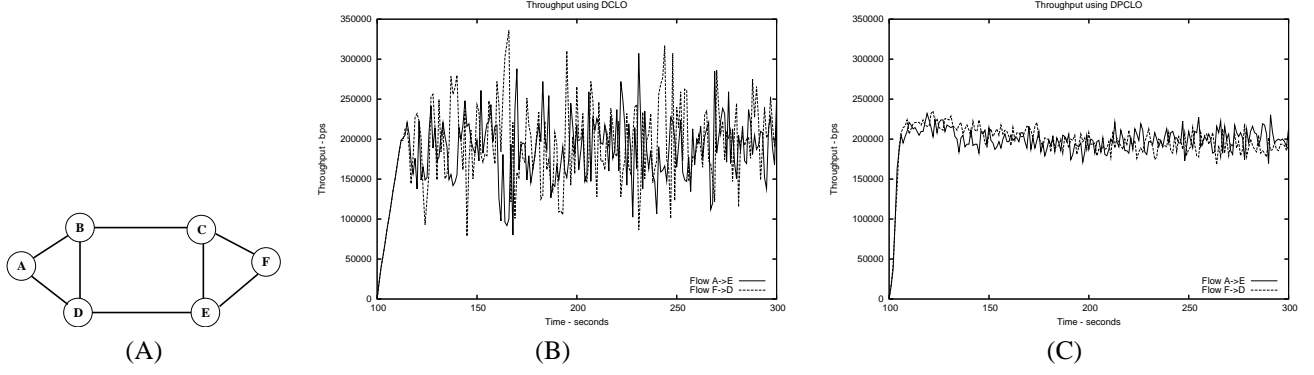 B
C
A
F
D
E
(A)
Throughput using DCLO
350000
300000
250000
200000
150000
100000
50000
0
Throughput - bps
100
150
200
250
300
Time - seconds
Flow A->E
Flow F->D
(B)
Throughput using DPCLO
350000
300000
250000
200000
150000
100000
50000
0
Throughput - bps
100
150
200
250
300
Time - seconds
Flow A->E
Flow F->D
(C)